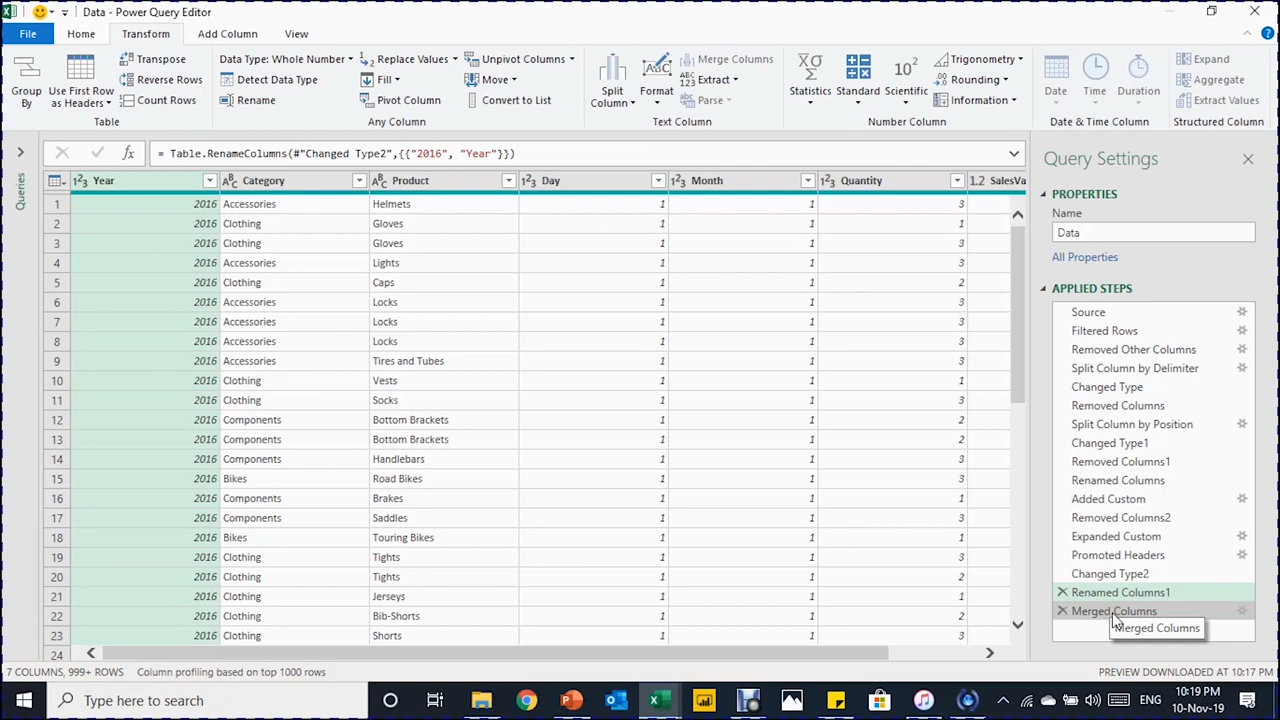 Data - Power Query Editor
File Home Transform Add Column View
Group By
Use First Row as Headers
Transpose
Reverse Rows
Count Rows
Table
Data Type: Whole Number
Detect Data Type
Rename
Replace Values
Fill
Pivot Column
Unpivot Columns
Move
Convert to List
Any Column
Split Column
Format
Merge Columns
Extract
Parse
Text Column
Statistics
Standard
Scientific
Trigonometry
Rounding
Information
Number Column
Date
Time
Duration
Date & Time Column
Expand
Aggregate
Extract Values
Structured Column
Queries
= Table.RenameColumns(#"Changed Type2",{{"2016", "Year"}})
Year Category Product Day Month Quantity 1.2 SalesVa
1 2016 Accessories Helmets 1 1 3
2 2016 Clothing Gloves 1 1 1
3 2016 Clothing Gloves 1 1 3
4 2016 Accessories Lights 1 1 3
5 2016 Clothing Caps 1 1 2
6 2016 Accessories Locks 1 1 3
7 2016 Accessories Locks 1 1 3
8 2016 Accessories Locks 1 1 3
9 2016 Accessories Tires and Tubes 1 1 3
10 2016 Clothing Vests 1 1 1
11 2016 Clothing Socks 1 1 3
12 2016 Components Bottom Brackets 1 1 2
13 2016 Components Bottom Brackets 1 1 2
14 2016 Components Handlebars 1 1 3
15 2016 Bikes Road Bikes 1 1 3
16 2016 Components Brakes 1 1 1
17 2016 Components Saddles 1 1 3
18 2016 Bikes Touring Bikes 1 1 1
19 2016 Clothing Tights 1 1 3
20 2016 Clothing Tights 1 1 2
21 2016 Clothing Jerseys 1 1 1
22 2016 Clothing Bib-Shorts 1 1 2
23 2016 Clothing Shorts 1 1 3
24
Query Settings
PROPERTIES
Name
Data
All Properties
APPLIED STEPS
Source
Filtered Rows
Removed Other Columns
Split Column by Delimiter
Changed Type
Removed Columns
Split Column by Position
Changed Type1
Removed Columns1
Renamed Columns
Added Custom
Removed Columns2
Expanded Custom
Promoted Headers
Changed Type2
Renamed Columns1
Merged Columns
Merged Columns
7 COLUMNS, 999+ ROWS Column profiling based on top 1000 rows PREVIEW DOWNLOADED AT 10:17 PM
Type here to search
ENG
10:19 PM
10-Nov-19